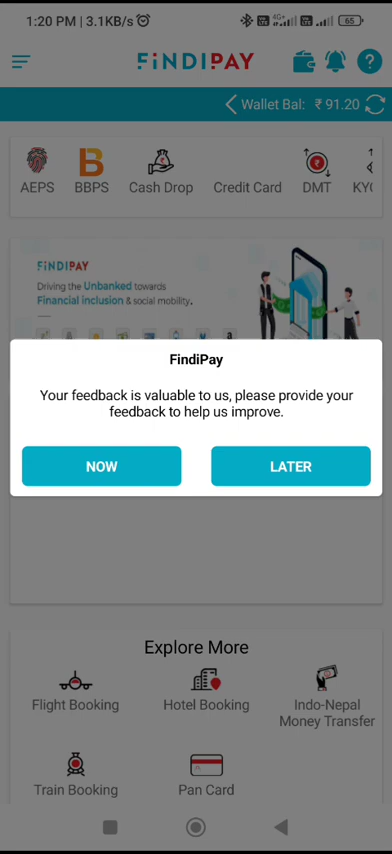 1:20 PM | 3.1KB/s
4G+
65
FiNDiPAY
Wallet Bal: ₹ 91.20
AEPS
BBPS
Cash Drop
Credit Card
DMT
KYC
FiNDiPAY
Driving the Unbanked towards
Financial inclusion & social mobility.
FindiPay
Your feedback is valuable to us, please provide your
feedback to help us improve.
NOW
LATER
Explore More
Flight Booking
Hotel Booking
Indo-Nepal
Money Transfer
Train Booking
Pan Card